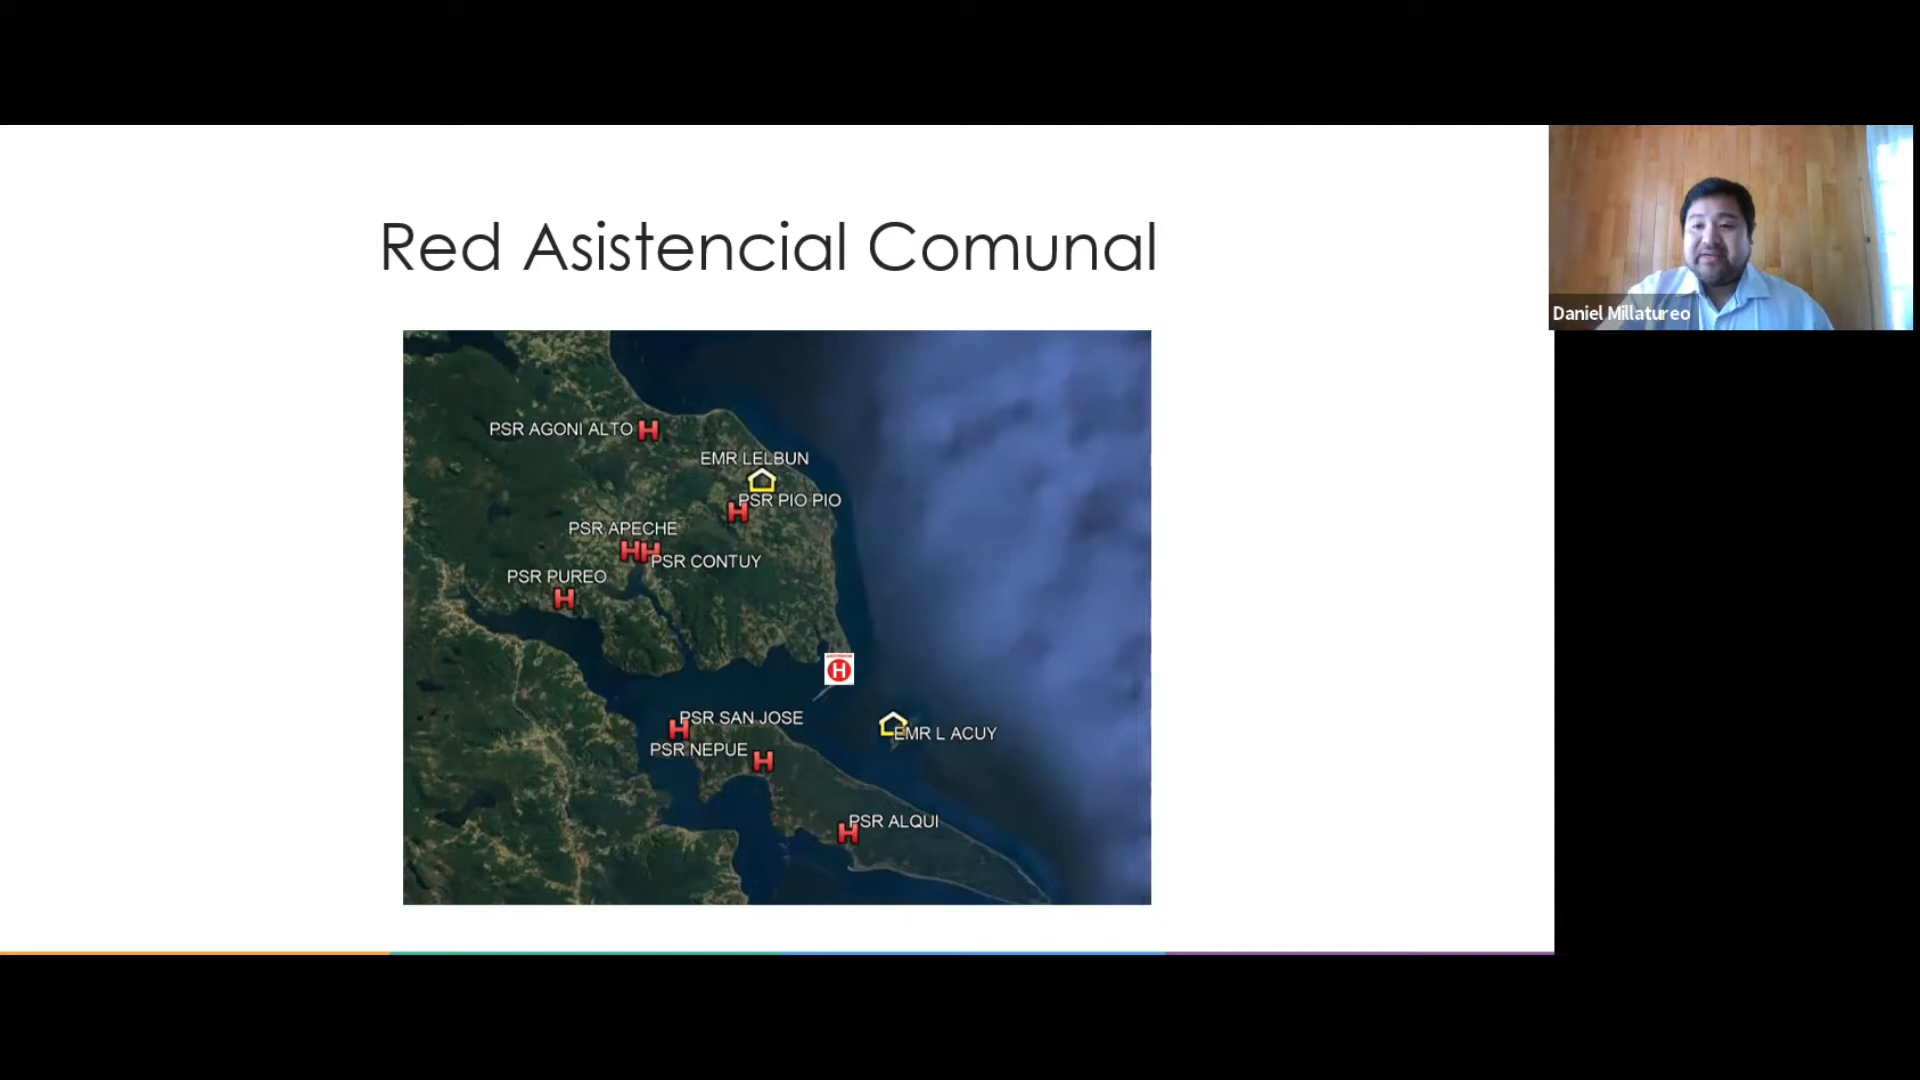 Red Asistencial Comunal
Daniel Millatureo
PSR AGONI ALTO H
EMR LELBUN
PSR PIO PIO
H
PSR APECHE
HH
PSR CONTUY
PSR PUREO
H
H
PSR SAN JOSE
H
EMR L ACUY
PSR NEPUE H
PSR ALQUI
H